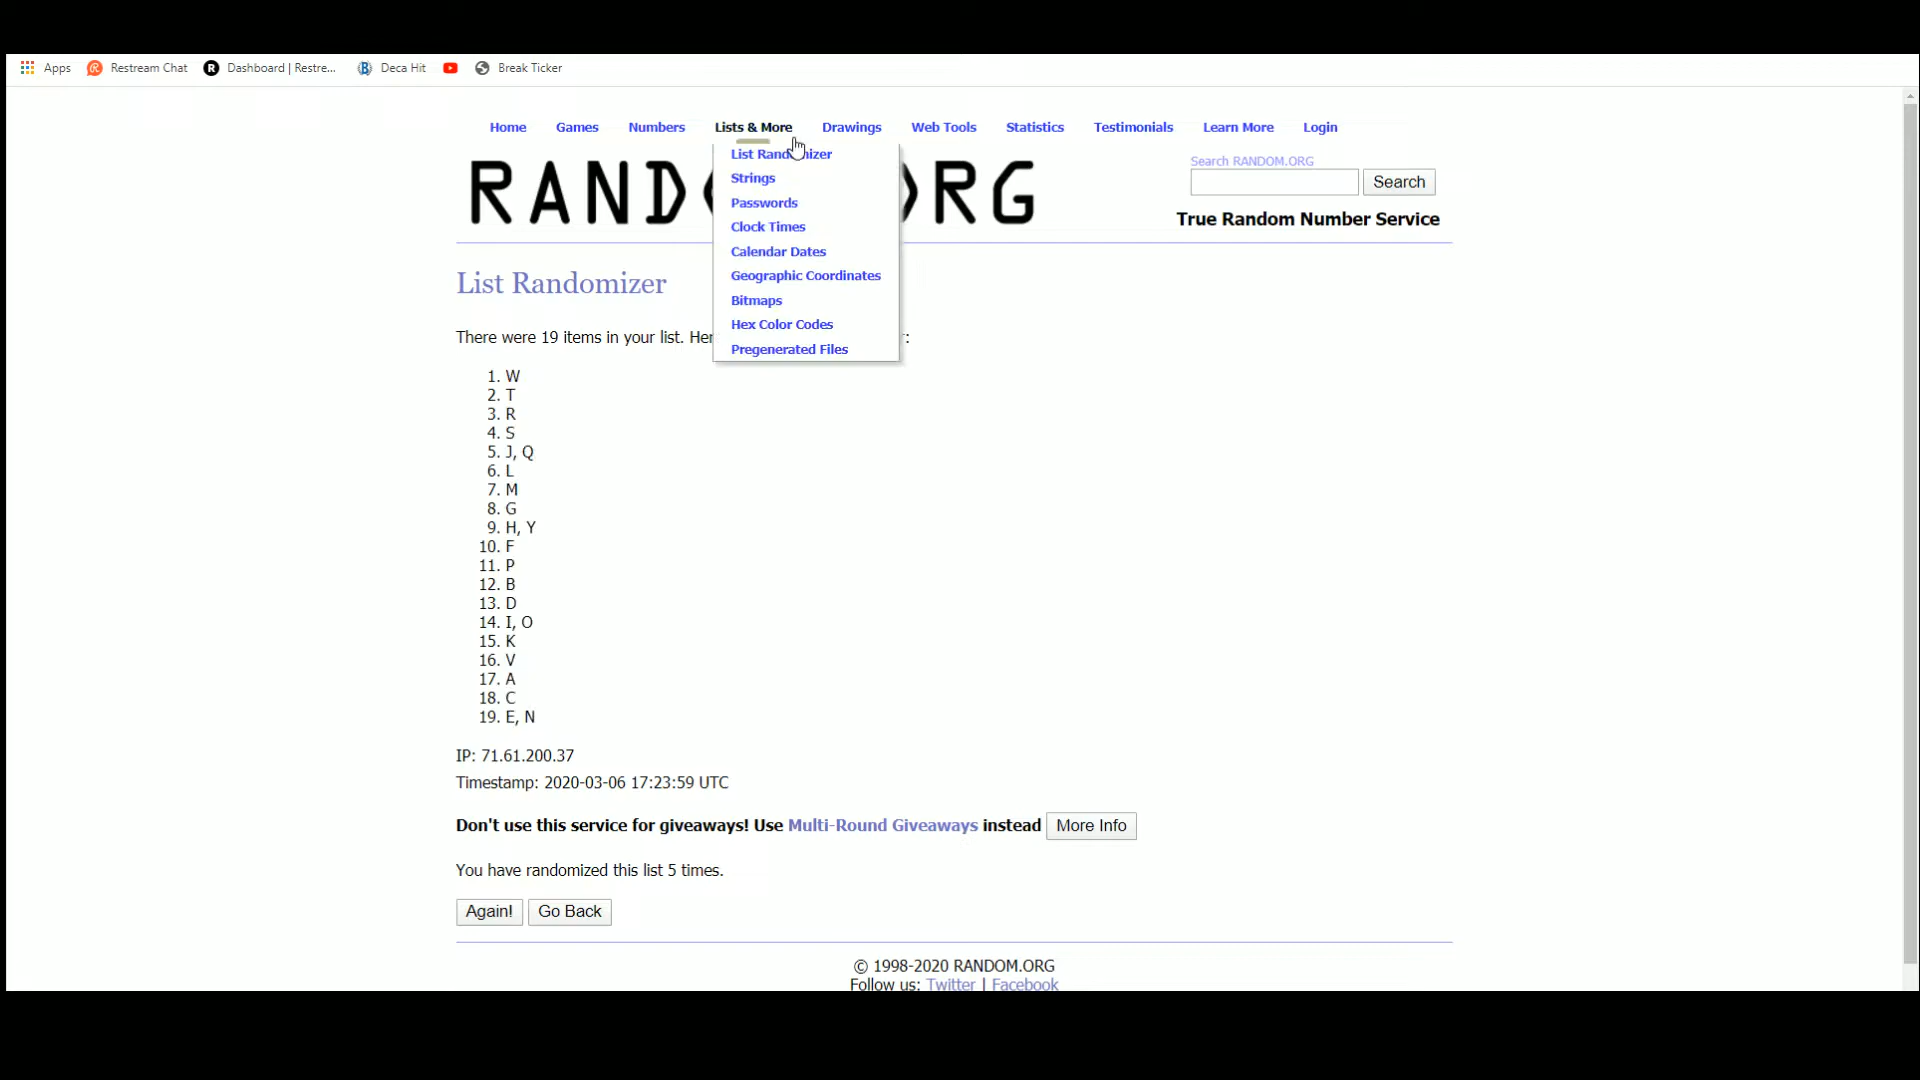 Apps Restream Chat Dashboard | Restre... Deca Hit Break Ticker
Home Games Numbers Lists & More Drawings Web Tools Statistics Testimonials Learn More Login
List Randomizer
Strings
Passwords
Clock Times
Calendar Dates
Geographic Coordinates
Bitmaps
Hex Color Codes
Pregenerated Files
RAND RG
Search RANDOM.ORG
Search
True Random Number Service
List Randomizer
There were 19 items in your list. Her :
1. W
2. T
3. R
4. S
5. J, Q
6. L
7. M
8. G
9. H, Y
10. F
11. P
12. B
13. D
14. I, O
15. K
16. V
17. A
18. C
19. E, N
IP: 71.61.200.37
Timestamp: 2020-03-06 17:23:59 UTC
Don't use this service for giveaways! Use Multi-Round Giveaways instead More Info
You have randomized this list 5 times.
Again! Go Back
© 1998-2020 RANDOM.ORG
Follow us: Twitter | Facebook